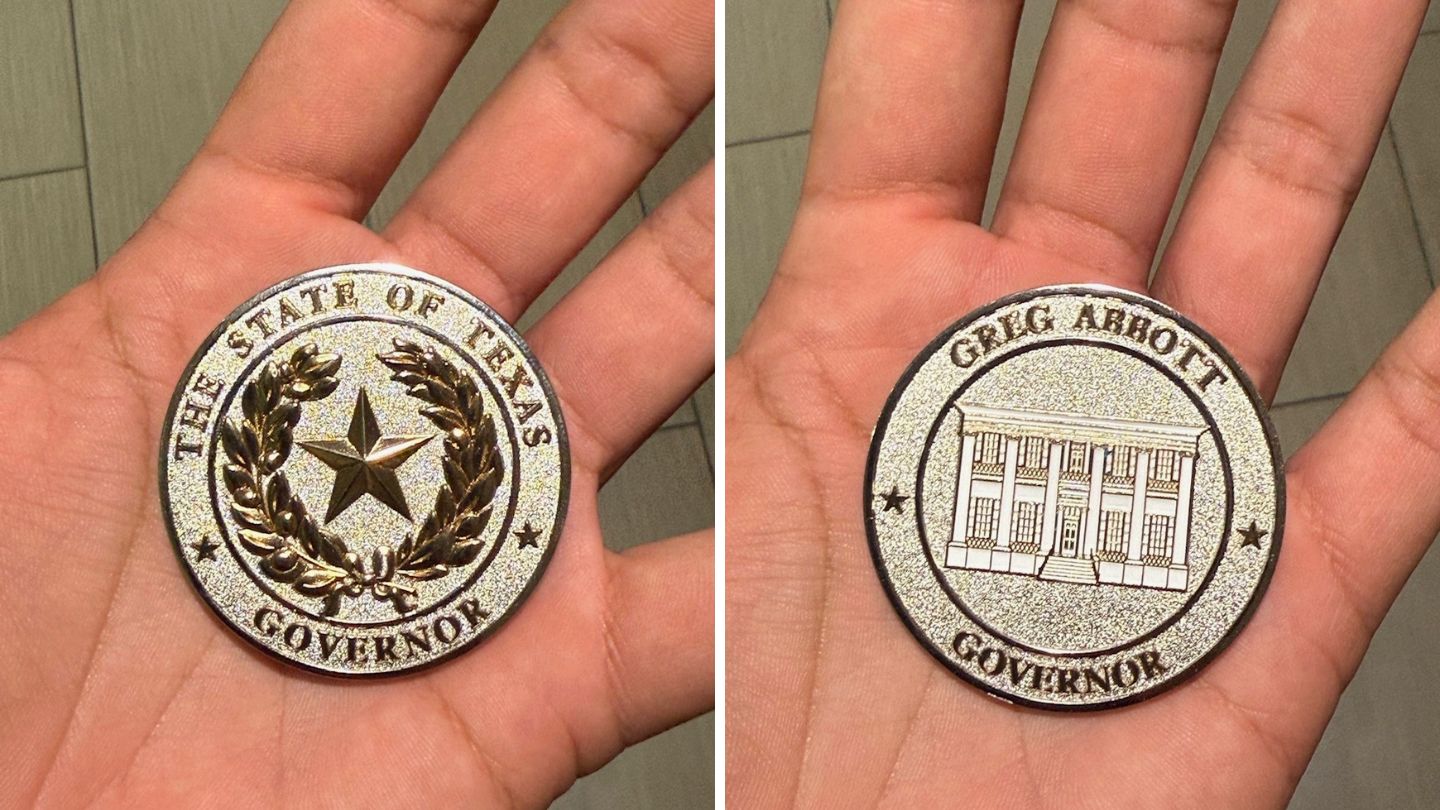 THE STATE OF TEXAS
GOVERNOR
GREG ABBOTT
GOVERNOR